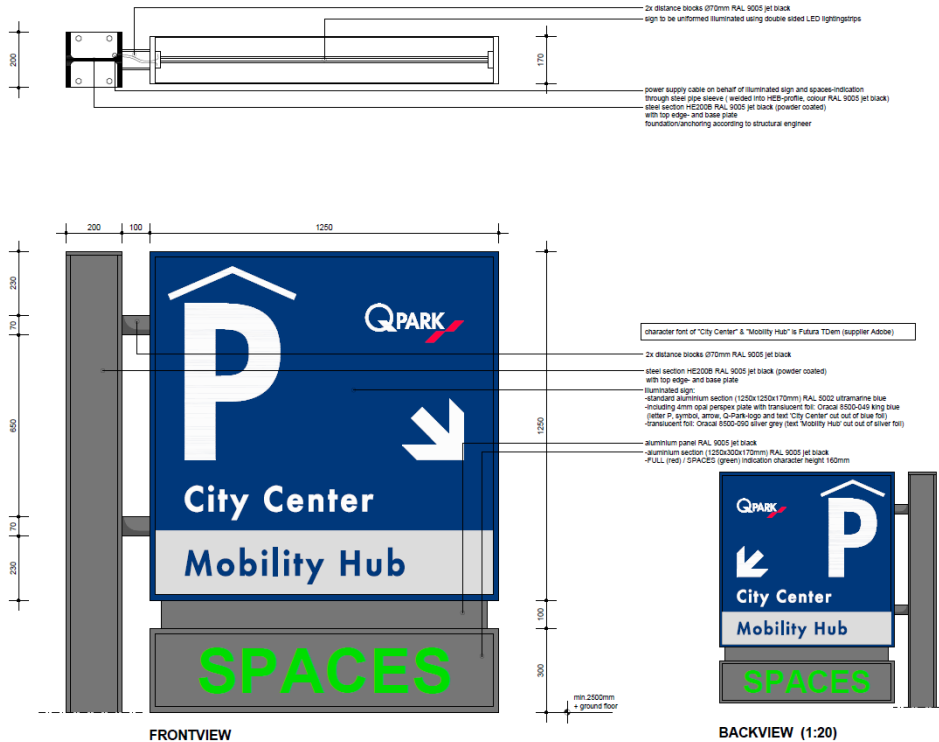 2x distance blocks Ø70mm RAL 9005 jet black
sign to be uniformed illuminated using double sided LED lightingstrips
200
170
power supply cable on behalf of illuminated sign and spaces-indication
through steel pipe sleeve ( welded into HEB-profile, colour RAL 9005 jet black)
steel section HE200B RAL 9005 jet black (powder coated)
with top edge- and base plate
foundation/anchoring according to structural engineer
200
100
1250
230
70
650
70
230
P
Q PARK
City Center
Mobility Hub
SPACES
1250
100
300
min.2500mm
+ ground floor
character font of "City Center" & "Mobility Hub" is Futura TDem (supplier Adobe)
2x distance blocks Ø70mm RAL 9005 jet black
steel section HE200B RAL 9005 jet black (powder coated)
with top edge- and base plate
illuminated sign:
-standard aluminium section (1250x1250x170mm) RAL 5002 ultramarine blue
-including 4mm opal perspex plate with translucent foil: Oracal 8500-049 king blue
(letter P, symbol, arrow, Q-Park-logo and text 'City Center' cut out of blue foil)
-translucent foil: Oracal 8500-090 silver grey (text 'Mobility Hub' cut out of silver foil)
aluminium panel RAL 9005 jet black
-aluminium section (1250x300x170mm) RAL 9005 jet black
-FULL (red) / SPACES (green) indication character height 160mm
Q PARK
P
City Center
Mobility Hub
SPACES
FRONTVIEW
BACKVIEW (1:20)